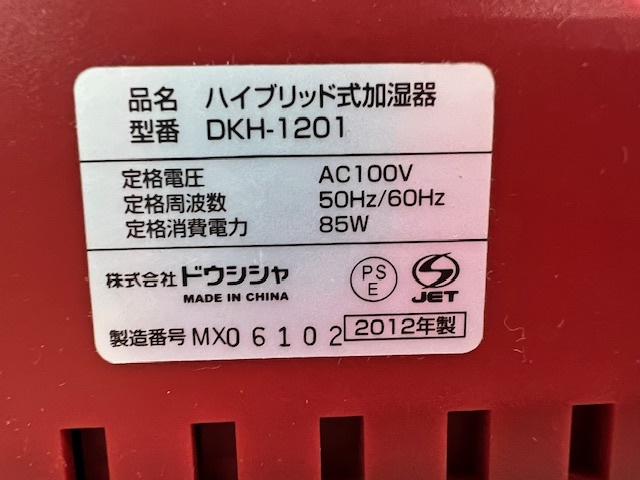 品名 ハイブリッド式加湿器
型番 DKH-1201
定格電圧 AC100V
定格周波数 50Hz/60Hz
定格消費電力 85W
株式会社 ドウシシャ
MADE IN CHINA
PS
E
JET
製造番号 MX06102 2012年製